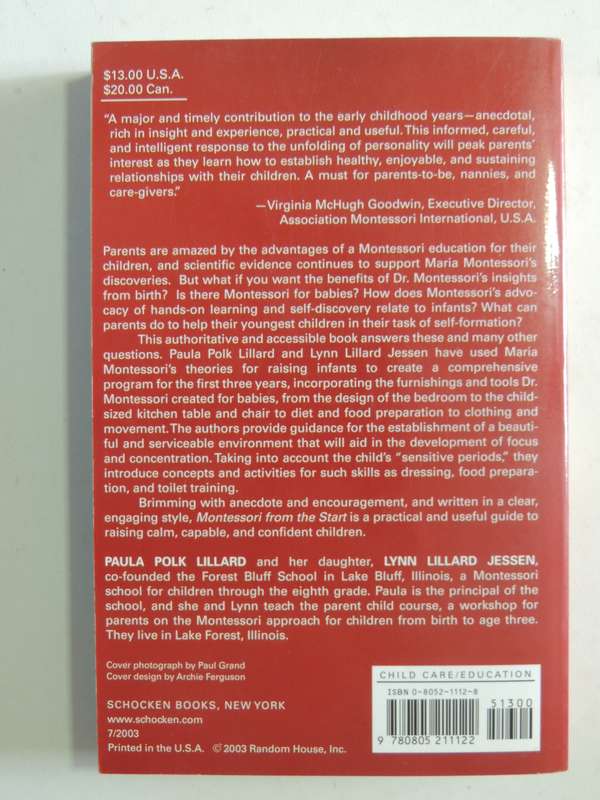 $13.00 U.S.A.
$20.00 Can.
“A major and timely contribution to the early childhood years—anecdotal,
rich in insight and experience, practical and useful. This informed, careful,
and intelligent response to the unfolding of personality will peak parents’
interest as they learn how to establish healthy, enjoyable, and sustaining
relationships with their children. A must for parents-to-be, nannies, and
care-givers.”
—Virginia McHugh Goodwin, Executive Director,
Association Montessori International, U.S.A.
Parents are amazed by the advantages of a Montessori education for their
children, and scientific evidence continues to support Maria Montessori’s
discoveries. But what if you want the benefits of Dr. Montessori’s insights
from birth? Is there Montessori for babies? How does Montessori’s advo-
cacy of hands-on learning and self-discovery relate to infants? What can
parents do to help their youngest children in their task of self-formation?
This authoritative and accessible book answers these and many other
questions. Paula Polk Lillard and Lynn Lillard Jessen have used Maria
Montessori’s theories for raising infants to create a comprehensive
program for the first three years, incorporating the furnishings and tools Dr.
Montessori created for babies, from the design of the bedroom to the child-
sized kitchen table and chair to diet and food preparation to clothing and
movement. The authors provide guidance for the establishment of a beauti-
ful and serviceable environment that will aid in the development of focus
and concentration. Taking into account the child’s “sensitive periods,” they
introduce concepts and activities for such skills as dressing, food prepara-
tion, and toilet training.
Brimming with anecdote and encouragement, and written in a clear,
engaging style, Montessori from the Start is a practical and useful guide to
raising calm, capable, and confident children.
PAULA POLK LILLARD and her daughter, LYNN LILLARD JESSEN,
co-founded the Forest Bluff School in Lake Bluff, Illinois, a Montessori
school for children through the eighth grade. Paula is the principal of the
school, and she and Lynn teach the parent child course, a workshop for
parents on the Montessori approach for children from birth to age three.
They live in Lake Forest, Illinois.
Cover photograph by Paul Grand
Cover design by Archie Ferguson
SCHOCKEN BOOKS, NEW YORK
www.schocken.com
7/2003
Printed in the U.S.A. ©2003 Random House, Inc.
CHILD CARE/EDUCATION
ISBN 0-8052-1112-8
51300
9 780805 211122